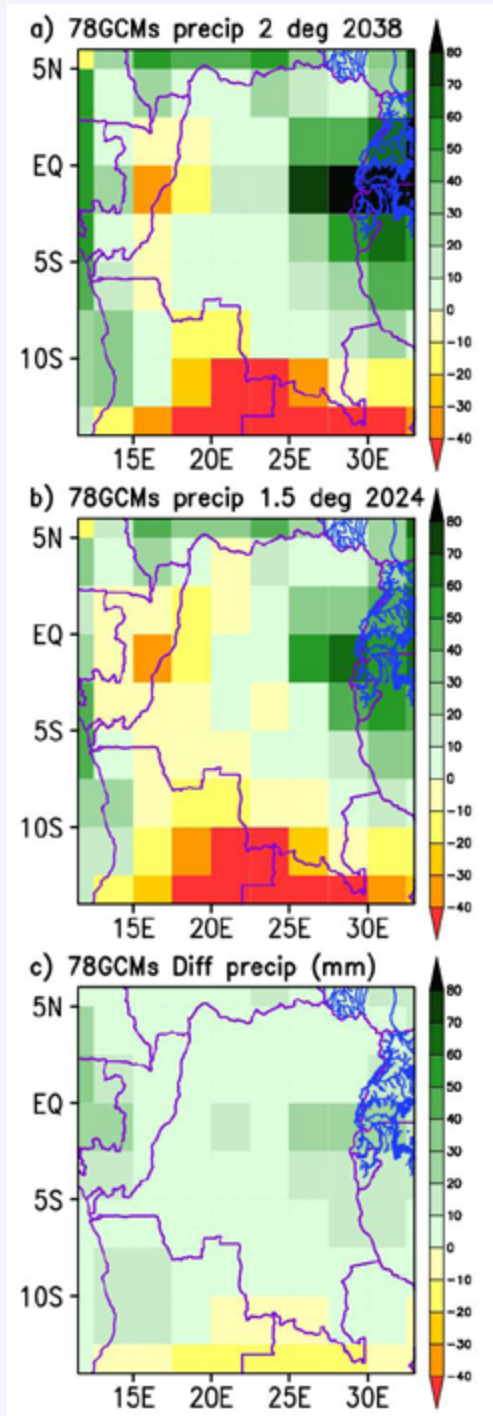 a) 78GCMs precip 2 deg 2038
5N
EQ
5S
10S
15E 20E 25E 30E
80
70
60
50
40
30
20
10
0
-10
-20
-30
-40
b) 78GCMs precip 1.5 deg 2024
5N
EQ
5S
10S
15E 20E 25E 30E
80
70
60
50
40
30
20
10
0
-10
-20
-30
-40
c) 78GCMs Diff precip (mm)
5N
EQ
5S
10S
15E 20E 25E 30E
80
70
60
50
40
30
20
10
0
-10
-20
-30
-40